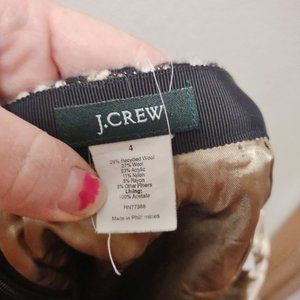 J.CREW
4
29% Recycled Wool
27% Wool
23% Acrylic
11% Nylon
5% Rayon
5% Other Fibers
Lining:
100% Acetate
RN77388
Made in Philippines